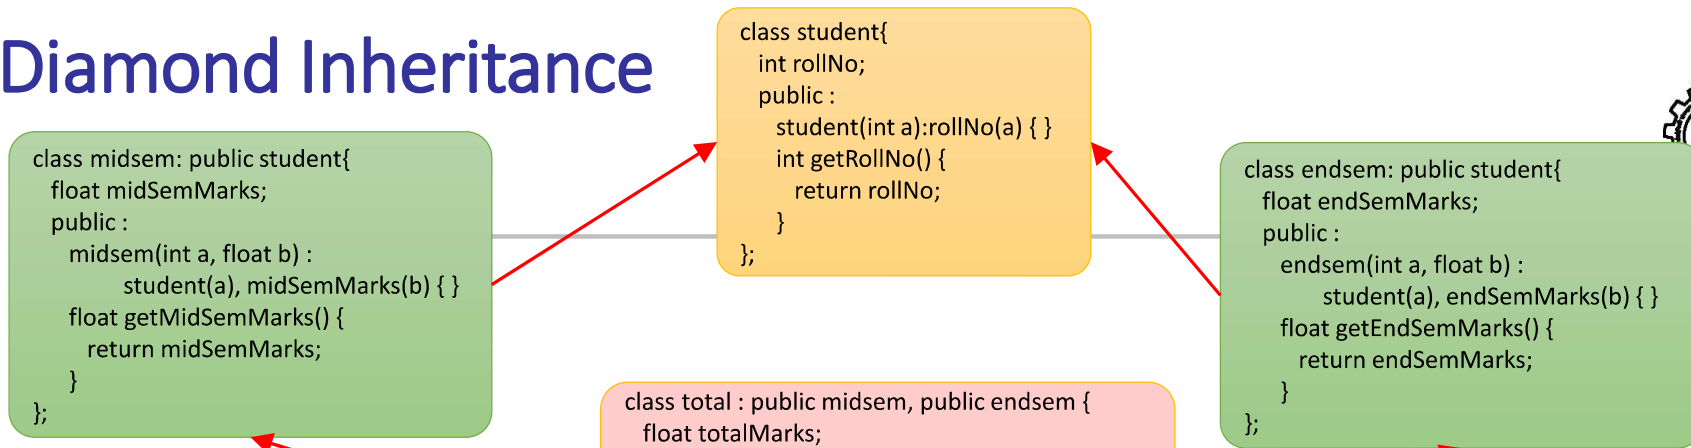 Diamond Inheritance
class student{
int rollNo;
public :
student(int a):rollNo(a) { }
int getRollNo() {
return rollNo;
}
};
class midsem: public student{
float midSemMarks;
public :
midsem(int a, float b) :
student(a), midSemMarks(b) { }
float getMidSemMarks() {
return midSemMarks;
}
};
class endsem: public student{
float endSemMarks;
public :
endsem(int a, float b) :
student(a), endSemMarks(b) { }
float getEndSemMarks() {
return endSemMarks;
}
};
class total : public midsem, public endsem {
float totalMarks;